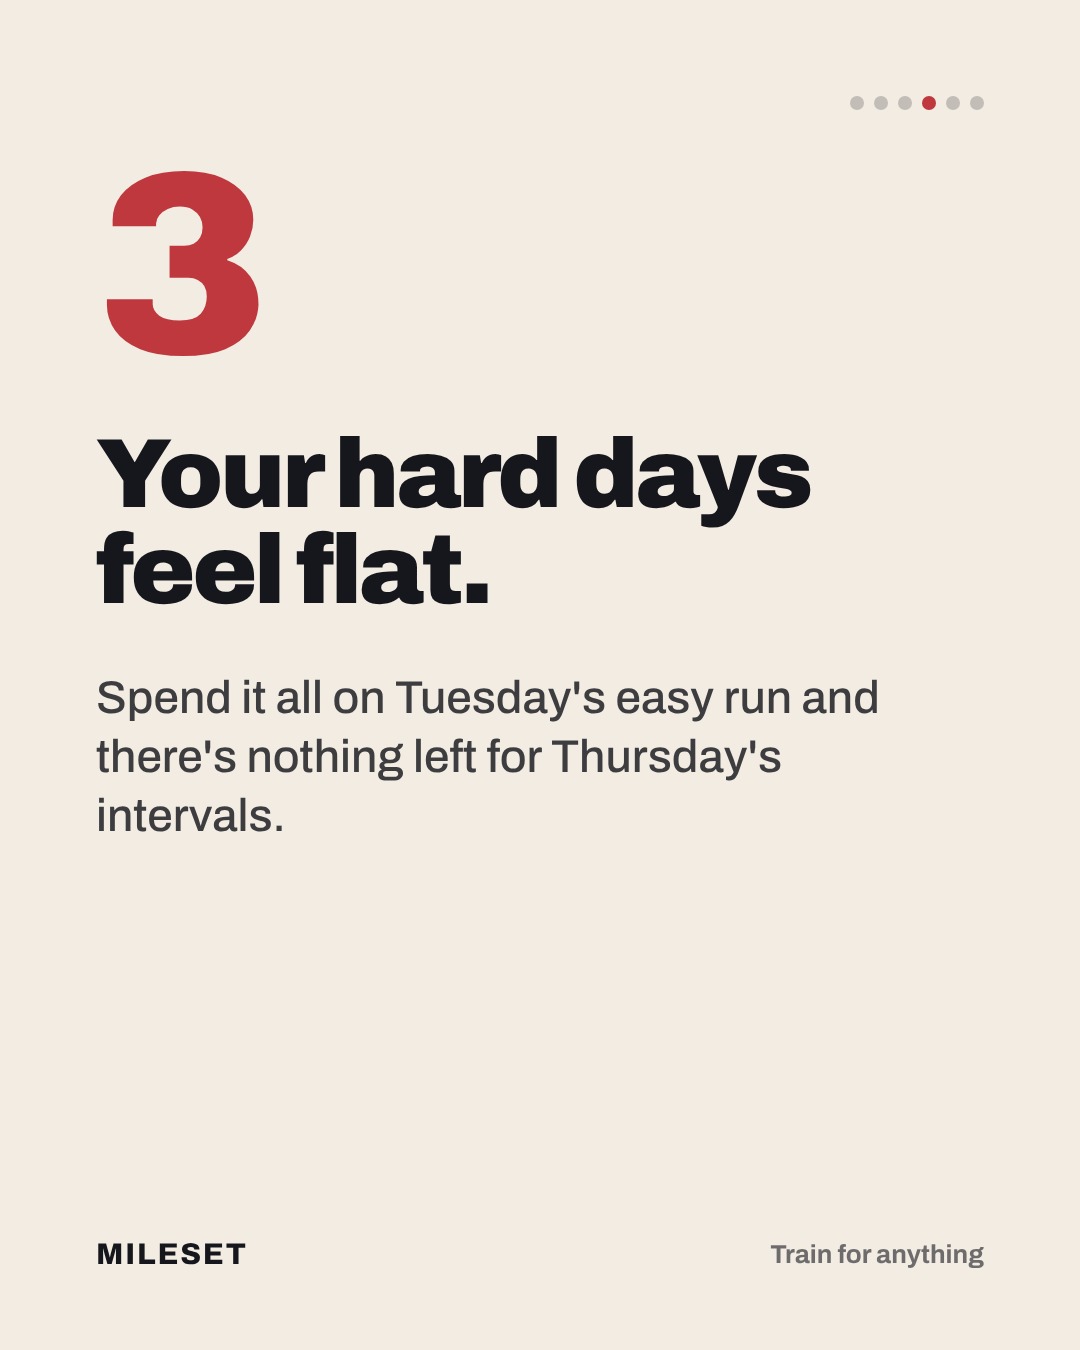 3
Your hard days
feel flat.
Spend it all on Tuesday's easy run and
there's nothing left for Thursday's
intervals.
MILESET
Train for anything